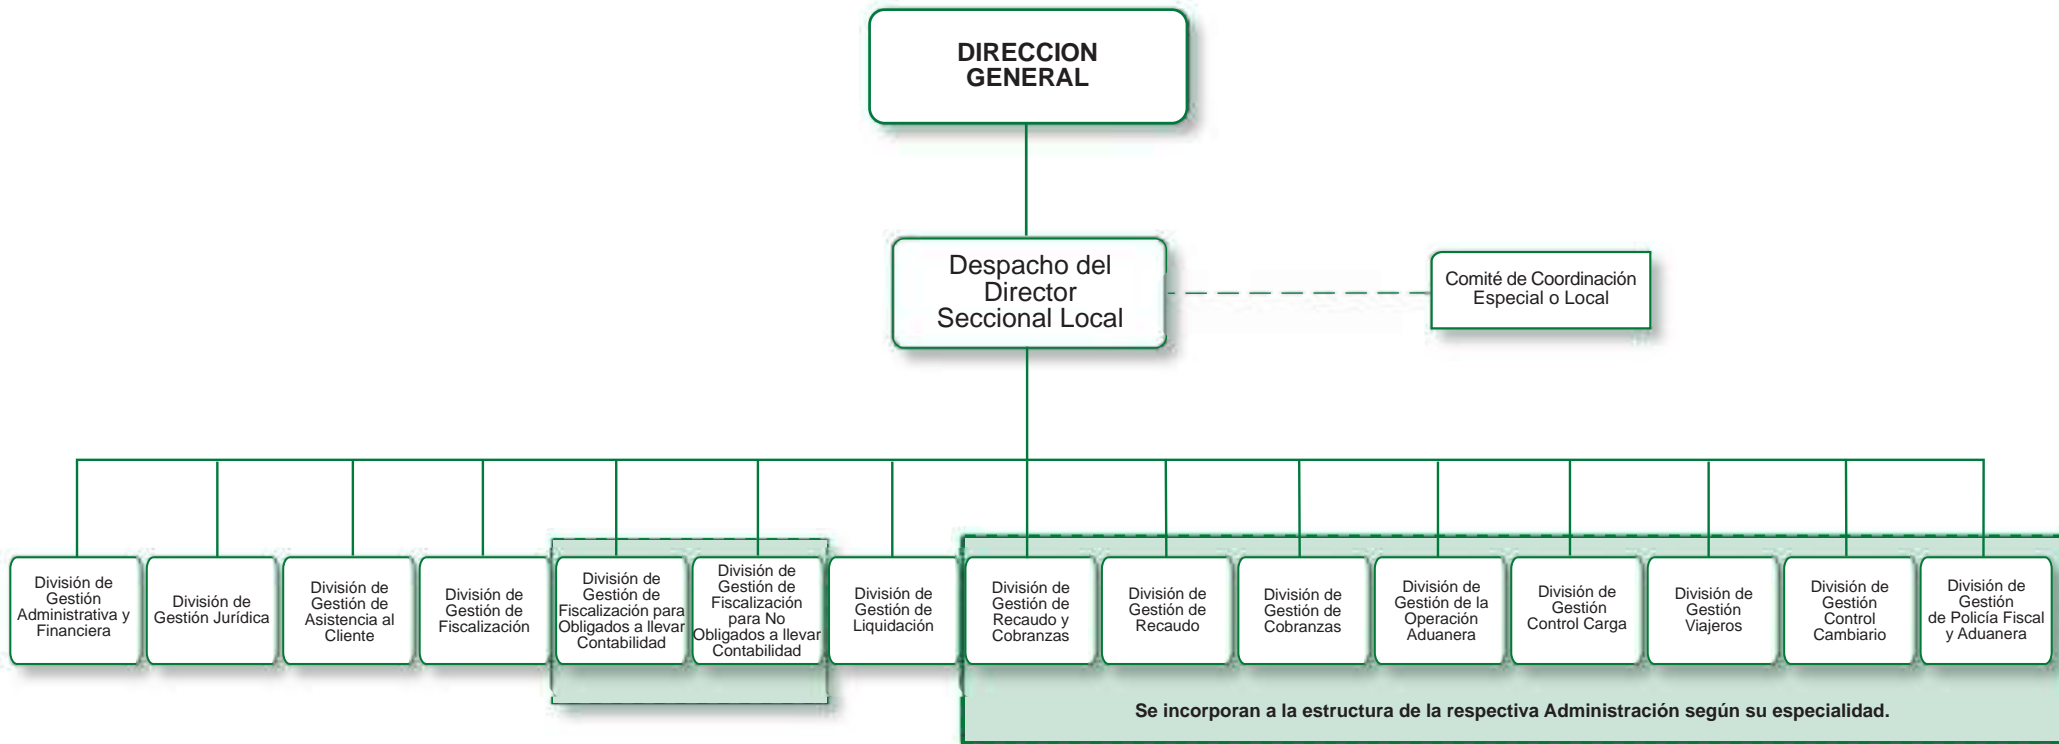 DIRECCION
GENERAL
Despacho del
Director
Seccional Local
Comité de Coordinación
Especial o Local
División de
Gestión
Administrativa y
Financiera
División de
Gestión Jurídica
División de
Gestión de
Asistencia al
Cliente
División de
Gestión de
Fiscalización
División de
Gestión de
Fiscalización para
Obligados a llevar
Contabilidad
División de
Gestión de
Fiscalización
para No
Obligados a llevar
Contabilidad
División de
Gestión de
Liquidación
División de
Gestión de
Recaudo y
Cobranzas
División de
Gestión de
Recaudo
División de
Gestión de
Cobranzas
División de
Gestión de la
Operación
Aduanera
División de
Gestión
Control Carga
División de
Gestión
Viajeros
División de
Gestión
Control
Cambiario
División de
Gestión
de Policía Fiscal
y Aduanera
Se incorporan a la estructura de la respectiva Administración según su especialidad.